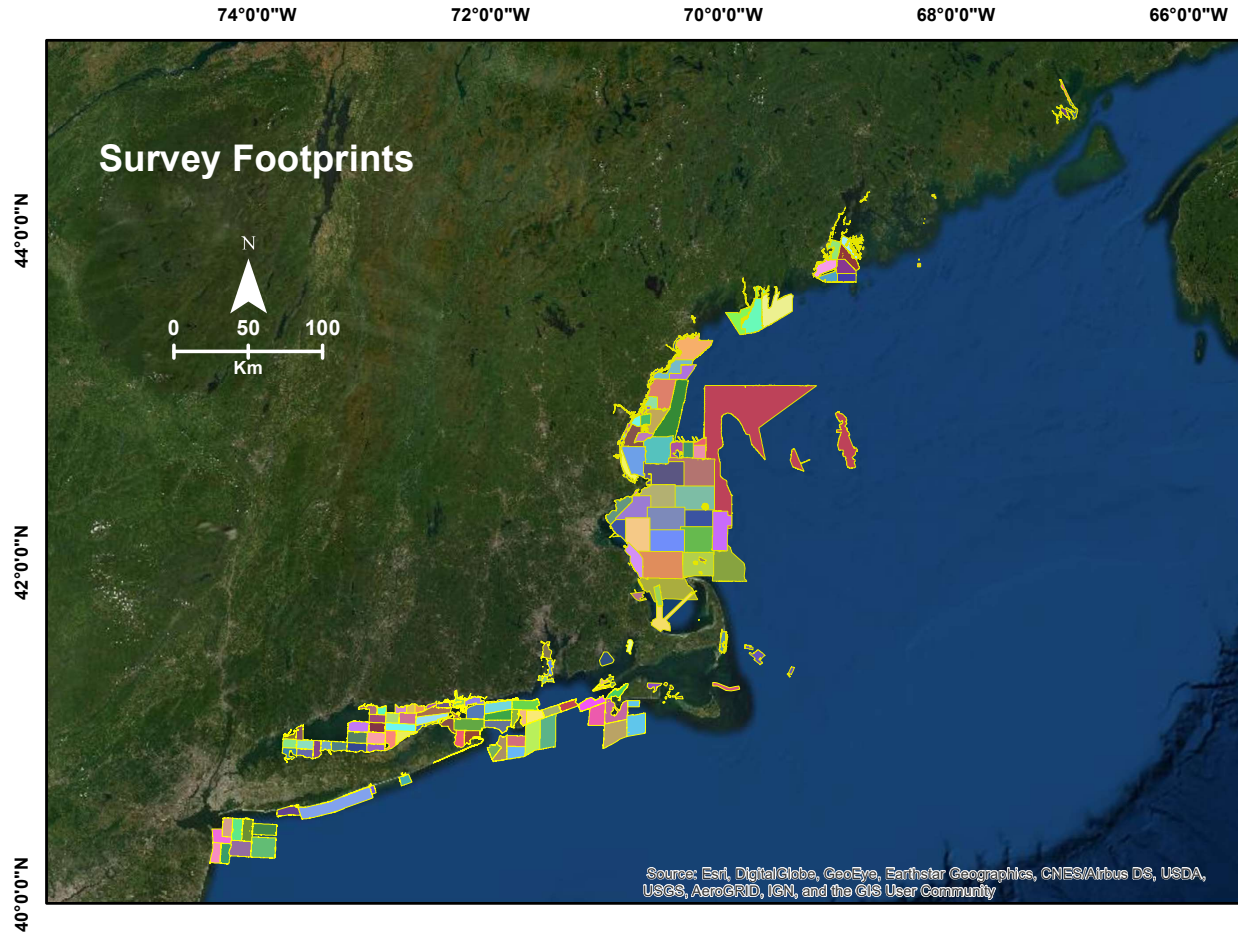 74°0'0"W 72°0'0"W 70°0'0"W 68°0'0"W 66°0'0"W
Survey Footprints
44°0'0"N
N
0 50 100
Km
42°0'0"N
40°0'0"N
Source: Esri, DigitalGlobe, GeoEye, Earthstar Geographics, CNES/Airbus DS, USDA,
USGS, AeroGRID, IGN, and the GIS User Community